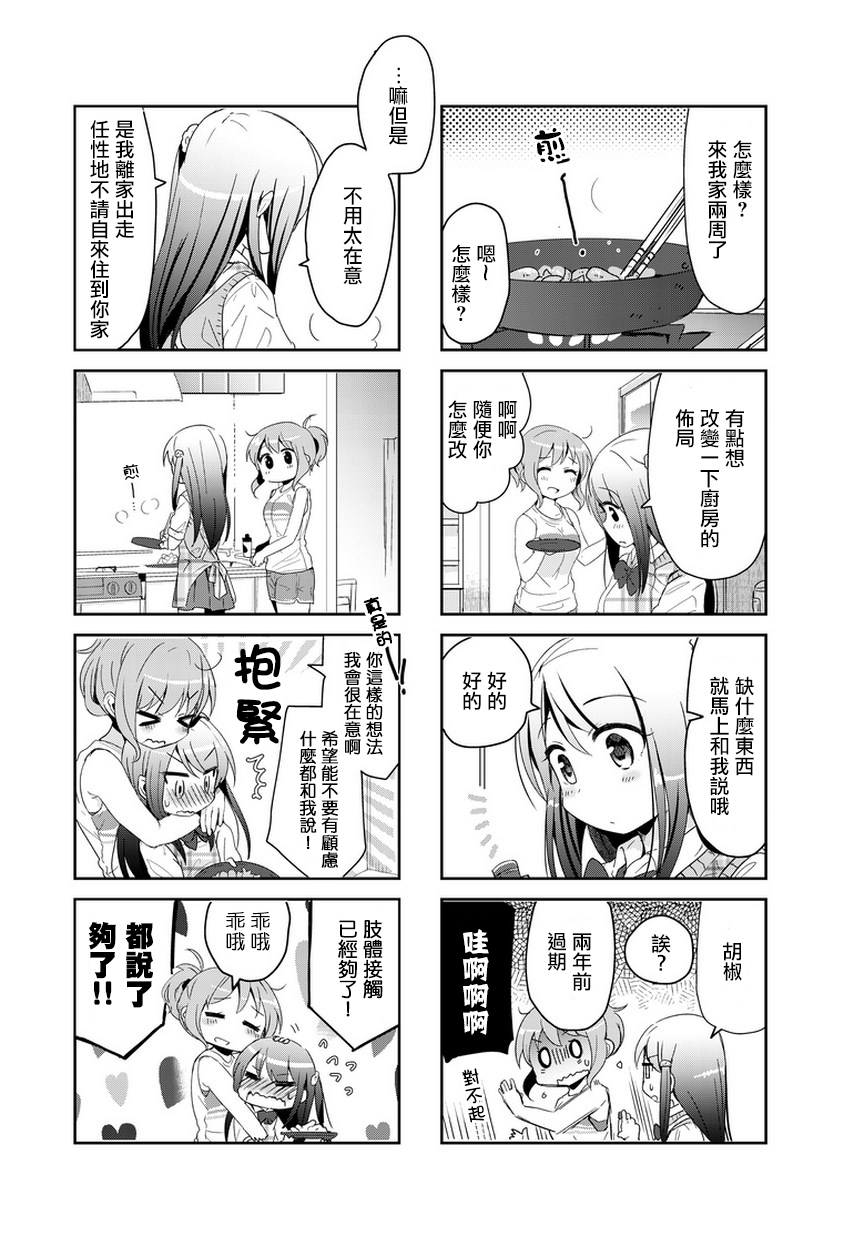 怎麼樣?
來我家兩周了
煎
嗯~
怎麼樣?
有點想
改變一下廚房的
佈局
啊啊
隨便你
怎麼改
缺什麼東西
就馬上和我説哦
好的
好的
胡椒
誒?
兩年前
過期
哇啊啊啊
對不起
…嘛但是
不用太在意
是我離家出走
任性地不請自來住到你家
煎—…
真是的!!
你這樣的想法
我會很在意啊
希望能不要有顧慮
什麼都和我說!
抱緊
肢體接觸
已經夠了!
乖哦
乖哦
都說了
夠了!!